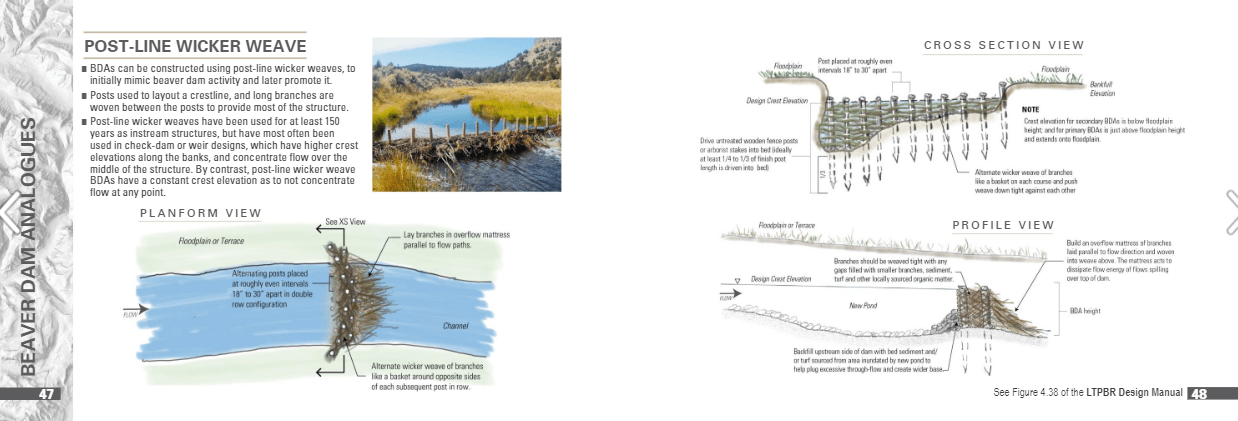 BEAVER DAM ANALOGUES
47
POST-LINE WICKER WEAVE
■ BDAs can be constructed using post-line wicker weaves, to
initially mimic beaver dam activity and later promote it.
■ Posts used to layout a crestline, and long branches are
woven between the posts to provide most of the structure.
■ Post-line wicker weaves have been used for at least 150
years as instream structures, but have most often been
used in check-dam or weir designs, which have higher crest
elevations along the banks, and concentrate flow over the
middle of the structure. By contrast, post-line wicker weave
BDAs have a constant crest elevation as to not concentrate
flow at any point.
PLANFORM VIEW
See XS View
Floodplain or Terrace
Lay branches in overflow mattress
parallel to flow paths.
Alternating posts placed
at roughly even intervals
18" to 30" apart in double
row configuration
FLOW
Channel
Alternate wicker weave of branches
like a basket around opposite sides
of each subsequent post in row.
CROSS SECTION VIEW
Floodplain
Post placed at roughly even
intervals 18" to 30" apart
Floodplain
Bankfull
Elevation
Design Crest Elevation
NOTE
Crest elevation for secondary BDAs is below floodplain
height; and for primary BDAs is just above floodplain height
and extends onto floodplain.
Drive untreated wooden fence posts
or arborist stakes into bed (ideally
at least 1/4 to 1/3 of finish post
length is driven into bed)
1/3
Alternate wicker weave of branches
like a basket on each course and push
weave down tight against each other
PROFILE VIEW
Floodplain or Terrace
Branches should be weaved tight with any
gaps filled with smaller branches, sediment,
turf and other locally sourced organic matter.
Build an overflow mattress of branches
laid parallel to flow direction and woven
into weave above. The mattress acts to
dissipate flow energy of flows spilling
over top of dam.
Design Crest Elevation
FLOW
New Pond
BDA height
Backfill upstream side of dam with bed sediment and/
or turf sourced from area inundated by new pond to
help plug excessive through-flow and create wider base.
See Figure 4.38 of the LTPBR Design Manual
48